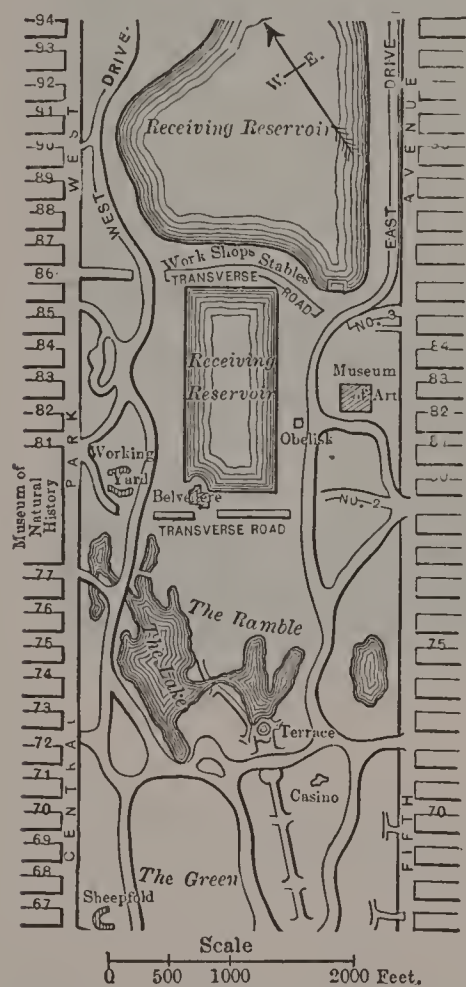 94
93
92
91
90
89
88
87
86
85
84
83
82
81
77
76
75
74
73
72
71
70
69
68
67
Museum of
Natural
History
CENTRAL PARK WEST
WEST DRIVE.
W. E.
Receiving Reservoir
EAST DRIVE
FIFTH AVENUE
Work Shops Stables
TRANSVERSE
ROAD
NO. 3
Receiving
Reservoir
Museum
Art
Obelisk
84
83
82
81
Working
Yard
Belvedere
NO. 2
TRANSVERSE ROAD
The Ramble
The Lake
75
Terrace
Casino
70
The Green
Sheepfold
Scale
0 500 1000 2000 Feet.